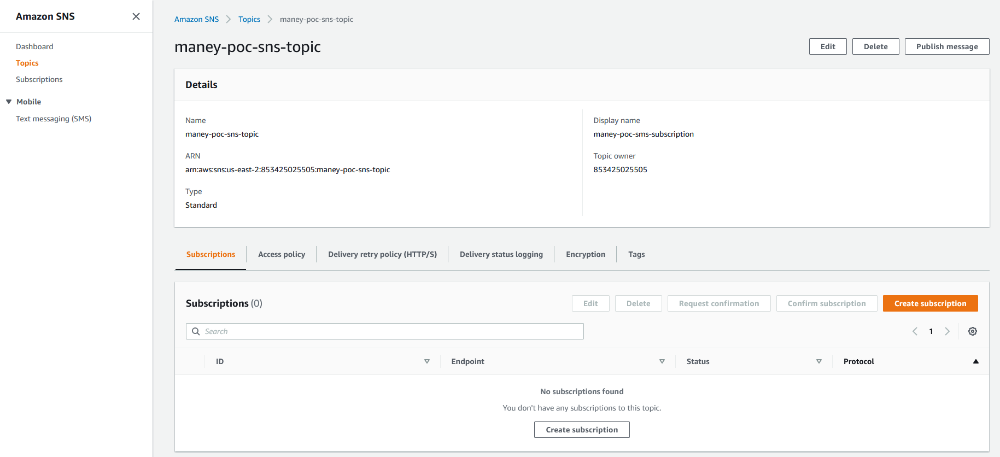 Amazon SNS
Dashboard
Topics
Subscriptions
Mobile
Text messaging (SMS)
Amazon SNS Topics maney-poc-sns-topic
maney-poc-sns-topic
Edit Delete Publish message
Details
Name
maney-poc-sns-topic
ARN
arn:aws:sns:us-east-2:853425025505:maney-poc-sns-topic
Type
Standard
Display name
maney-poc-sms-subscription
Topic owner
853425025505
Subscriptions Access policy Delivery retry policy (HTTP/S) Delivery status logging Encryption Tags
Subscriptions (0)
Edit Delete Request confirmation Confirm subscription Create subscription
Search
1
ID Endpoint Status Protocol
No subscriptions found
You don't have any subscriptions to this topic.
Create subscription